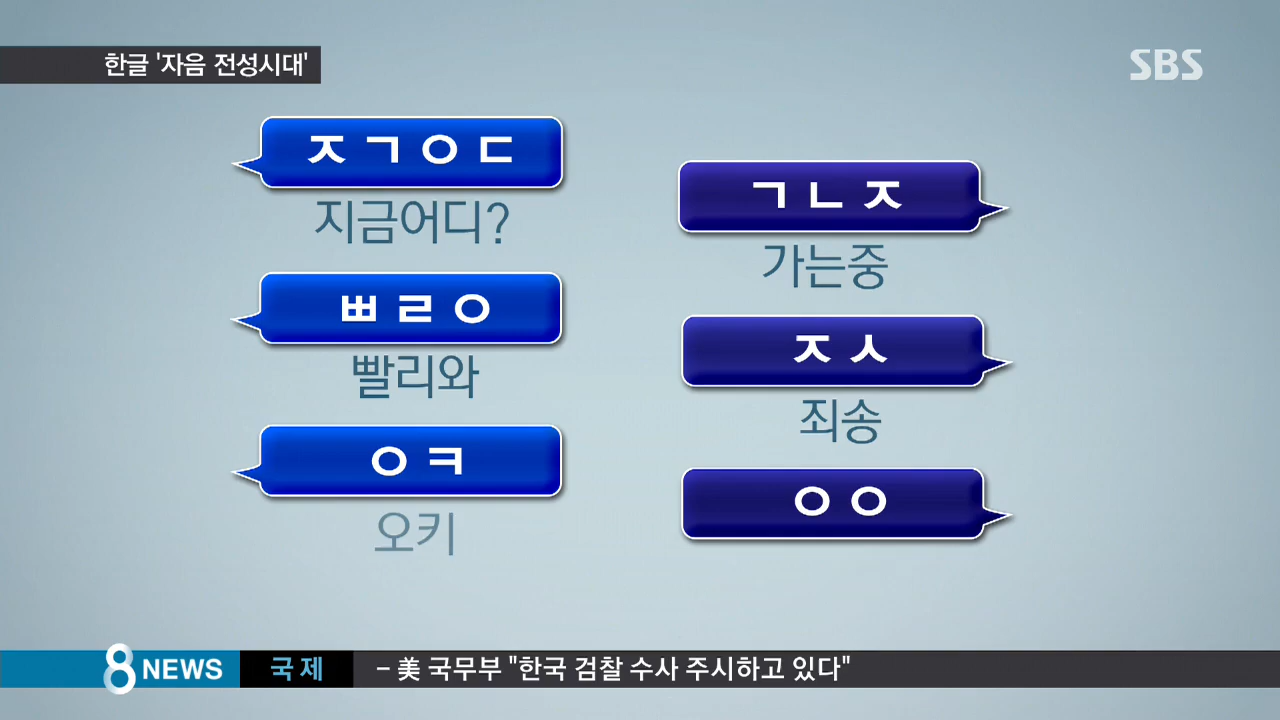 한글 '자음 전성시대'
SBS
ㅈㄱㅇㄷ
지금어디?
ㄱㄴㅈ
가는중
ㅃㄹㅇ
빨리와
ㅈㅅ
죄송
ㅇㅋ
오키
ㅇㅇ
8 NEWS 국제 - 美 국무부 "한국 검찰 수사 주시하고 있다"